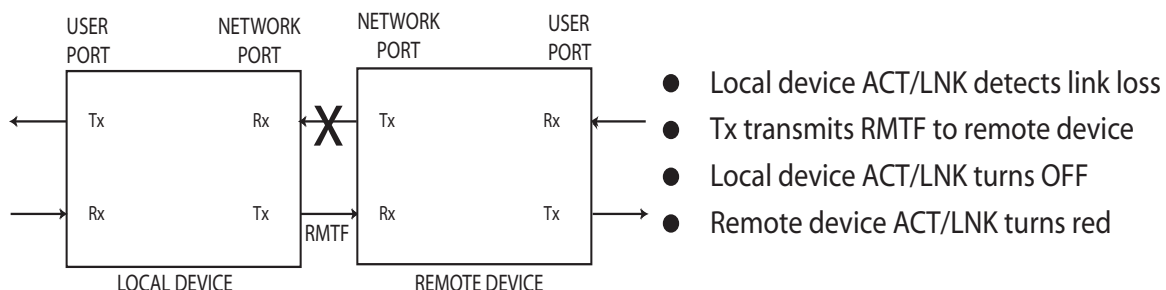 USER PORT
NETWORK PORT
NETWORK PORT
USER PORT
Tx
Rx
Tx
Rx
X
Rx
Tx
Rx
Tx
RMTF
LOCAL DEVICE
REMOTE DEVICE
● Local device ACT/LNK detects link loss
● Tx transmits RMTF to remote device
● Local device ACT/LNK turns OFF
● Remote device ACT/LNK turns red